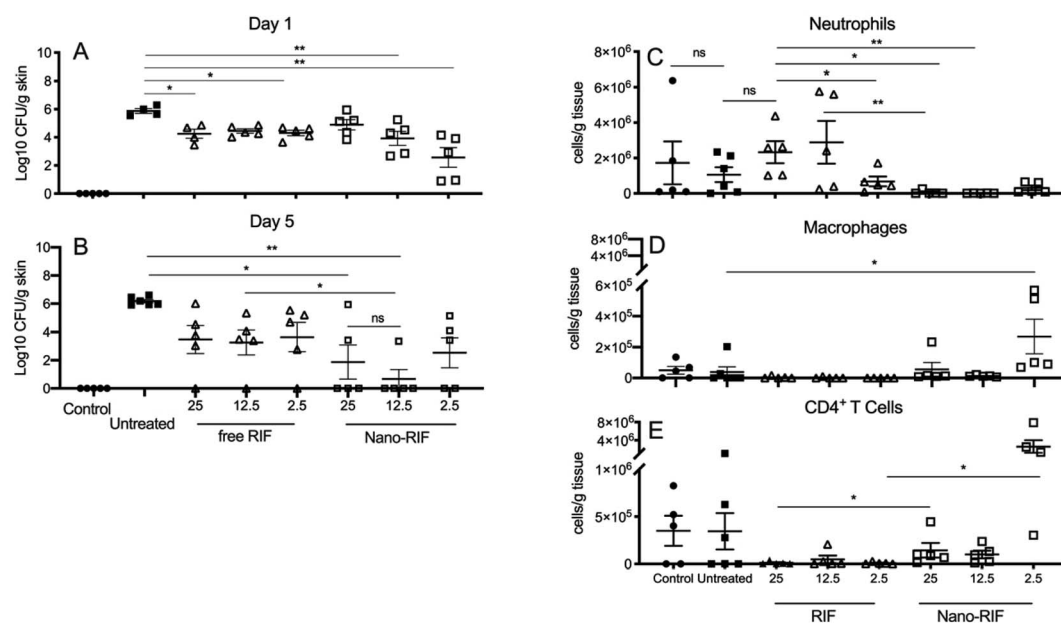 Day 1
A
Log10 CFU/g skin
10
8
6
4
2
0
**
**
*
*
Day 5
B
Log10 CFU/g skin
10
8
6
4
2
0
**
*
*
ns
Control
Untreated
25 12.5 2.5 25 12.5 2.5
free RIF Nano-RIF
Neutrophils
C
cells/g tissue
8×10⁶
6×10⁶
4×10⁶
2×10⁶
0
ns
ns
**
*
*
**
Macrophages
D
cells/g tissue
8×10⁶
6×10⁶
4×10⁶
6×10⁵
4×10⁵
2×10⁵
0
*
CD4⁺ T Cells
E
cells/g tissue
8×10⁶
4×10⁶
1×10⁶
5×10⁵
0
*
*
Control Untreated 25 12.5 2.5 25 12.5 2.5
RIF Nano-RIF